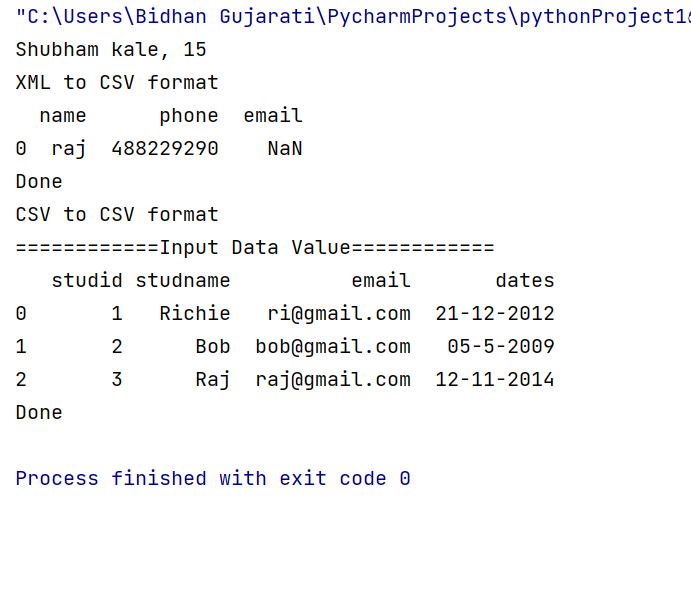 "C:\Users\Bidhan Gujarati\PycharmProjects\pythonProject16
Shubham kale, 15
XML to CSV format
  name      phone  email
0  raj  488229290    NaN
Done
CSV to CSV format
============Input Data Value============
   studid studname          email       dates
0       1   Richie   ri@gmail.com  21-12-2012
1       2      Bob  bob@gmail.com   05-5-2009
2       3      Raj  raj@gmail.com  12-11-2014
Done
Process finished with exit code 0